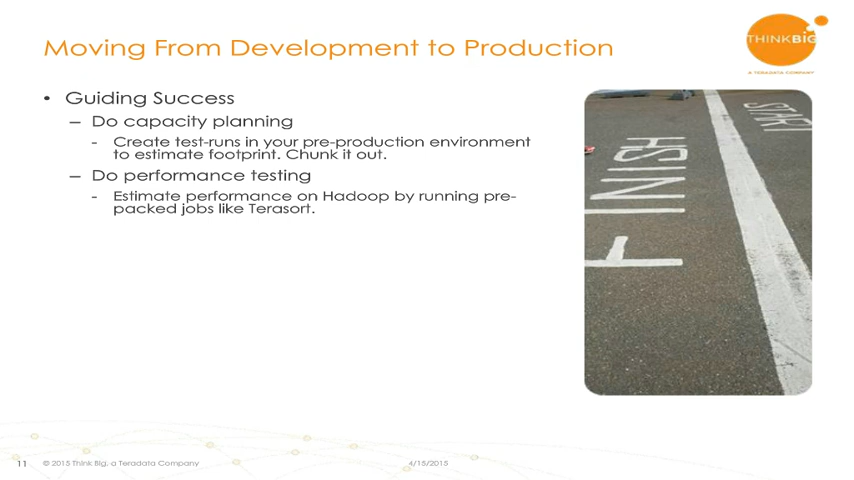 Moving From Development to Production
THINKBIG
A TERADATA COMPANY
• Guiding Success
– Do capacity planning
- Create test-runs in your pre-production environment
to estimate footprint. Chunk it out.
– Do performance testing
- Estimate performance on Hadoop by running pre-
packed jobs like Terasort.
START
FINISH
11 © 2015 Think Big, a Teradata Company 4/15/2015